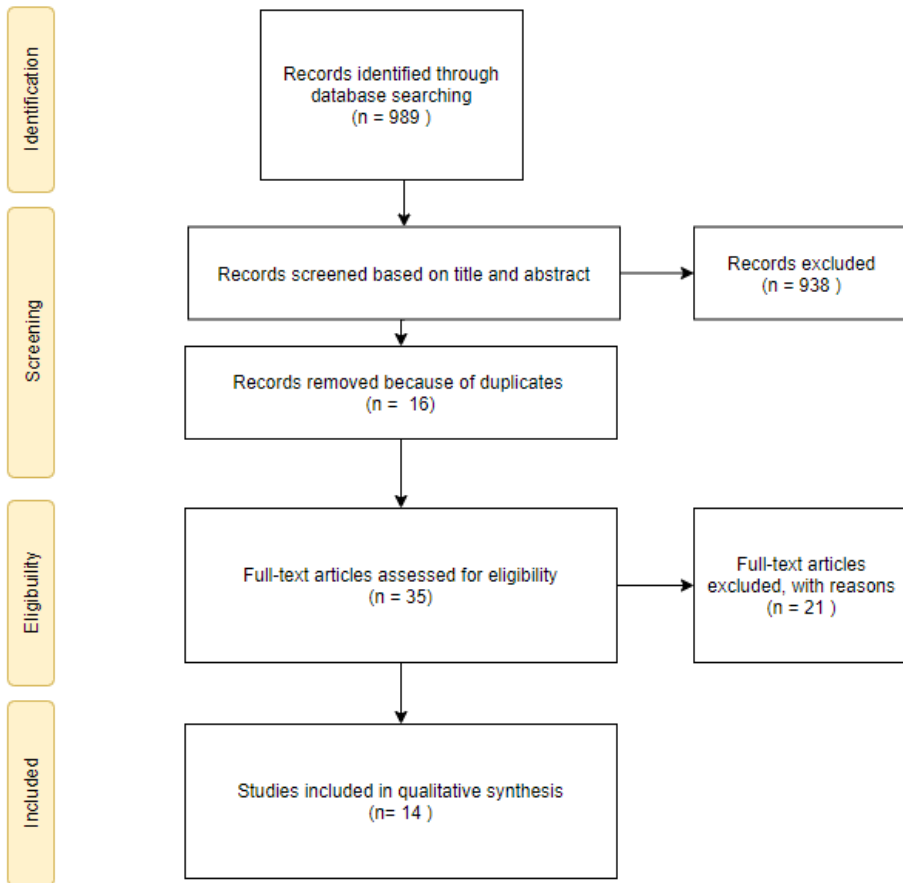 Identification
Records identified through
database searching
(n = 989 )
Screening
Records screened based on title and abstract
Records excluded
(n = 938 )
Records removed because of duplicates
(n =  16)
Eligibuility
Full-text articles assessed for eligibility
(n = 35)
Full-text articles
excluded, with reasons
(n = 21 )
Included
Studies included in qualitative synthesis
(n= 14 )